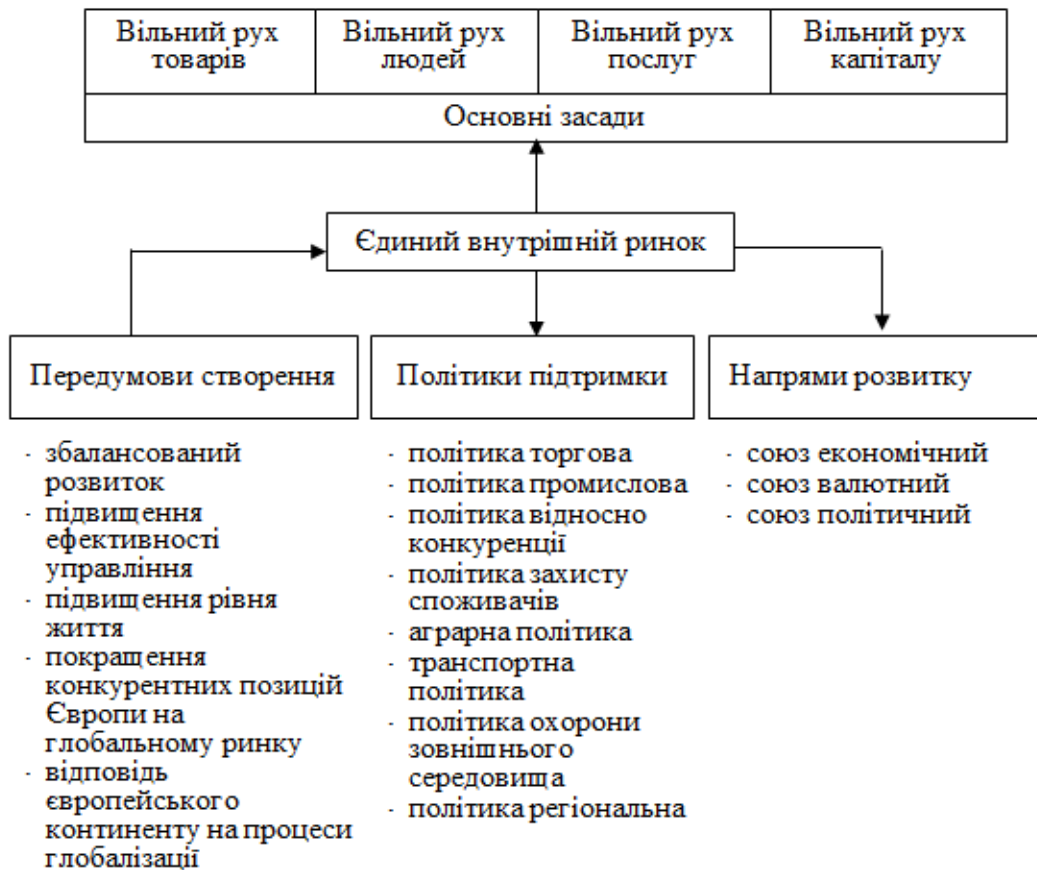 Вільний рух
товарів
Вільний рух
людей
Вільний рух
послуг
Вільний рух
капіталу
Основні засади
Єдиний внутрішній ринок
Передумови створення
- збалансований
розвиток
- підвищення
ефективності
управління
- підвищення рівня
життя
- покращення
конкурентних позицій
Європи на
глобальному ринку
- відповідь
європейського
континенту на процеси
глобалізації
Політики підтримки
- політика торгова
- політика промислова
- політика відносно
конкуренції
- політика захисту
споживачів
- аграрна політика
- транспортна
політика
- політика охорони
зовнішнього
середовища
- політика регіональна
Напрями розвитку
- союз економічний
- союз валютний
- союз політичний